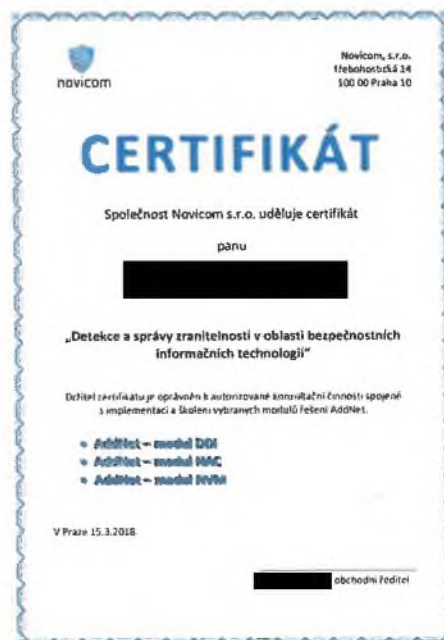 novicom
Novicom, s.r.o.
Třebohostická 14
100 00 Praha 10
CERTIFIKÁT
Společnost Novicom s.r.o. uděluje certifikát
panu
„Detekce a správy zranitelnosti v oblasti bezpečnostních
informačních technologií“
Držitel certifikátu je oprávněn k autorizované konzultační činnosti spojené
s implementací a školení vybraných modulů řešení AddNet.
AddNet – modul DDI
AddNet – modul NAC
AddNet – modul NVM
V Praze 15.3.2018
obchodní ředitel